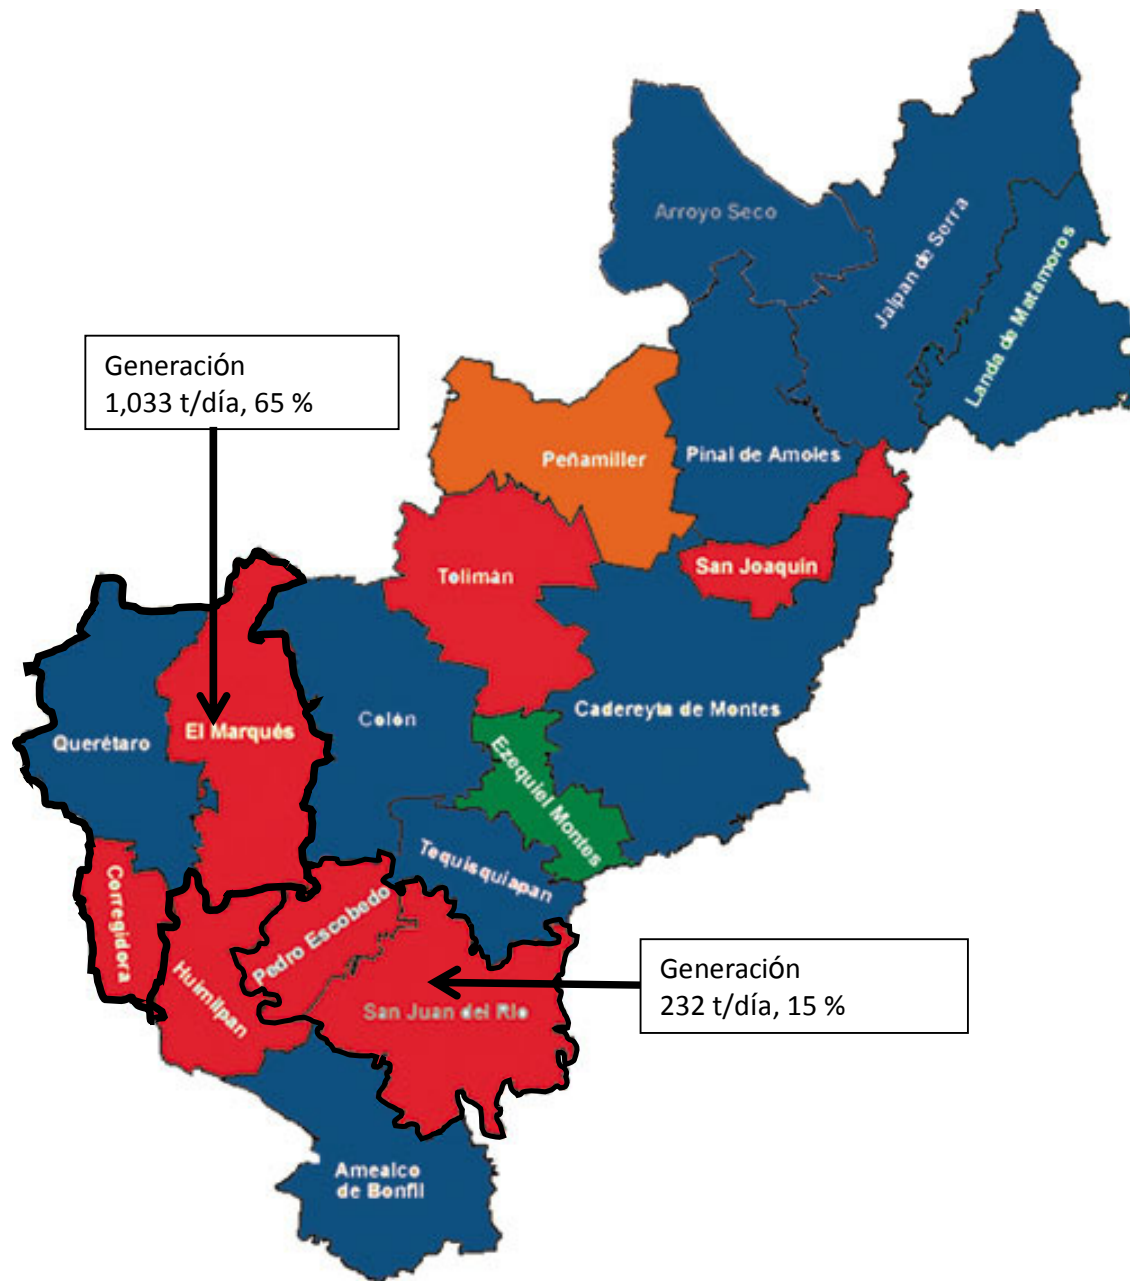 Arroyo Seco
Jalpan de Serra
Landa de Matamoros
Generación
1,033 t/día, 65 %
Peñamiller
Pinal de Amoles
San Joaquín
Tolimán
Cadereyta de Montes
Colón
El Marqués
Querétaro
Ezequiel Montes
Tequisquiapan
Corregidora
Pedro Escobedo
Huimilpan
Generación
232 t/día, 15 %
San Juan del Río
Amealco
de Bonfil